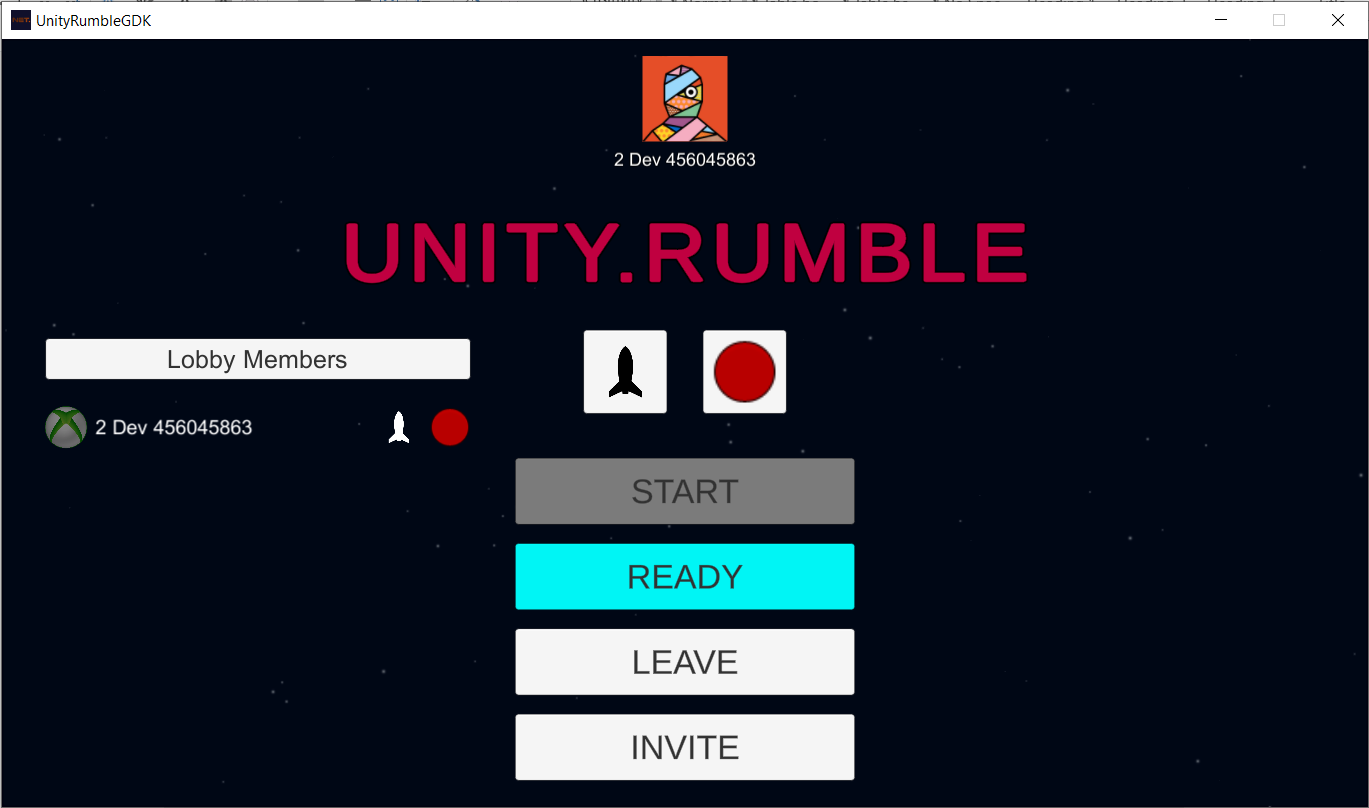 UnityRumbleGDK
2 Dev 456045863
UNITY.RUMBLE
Lobby Members
2 Dev 456045863
START
READY
LEAVE
INVITE